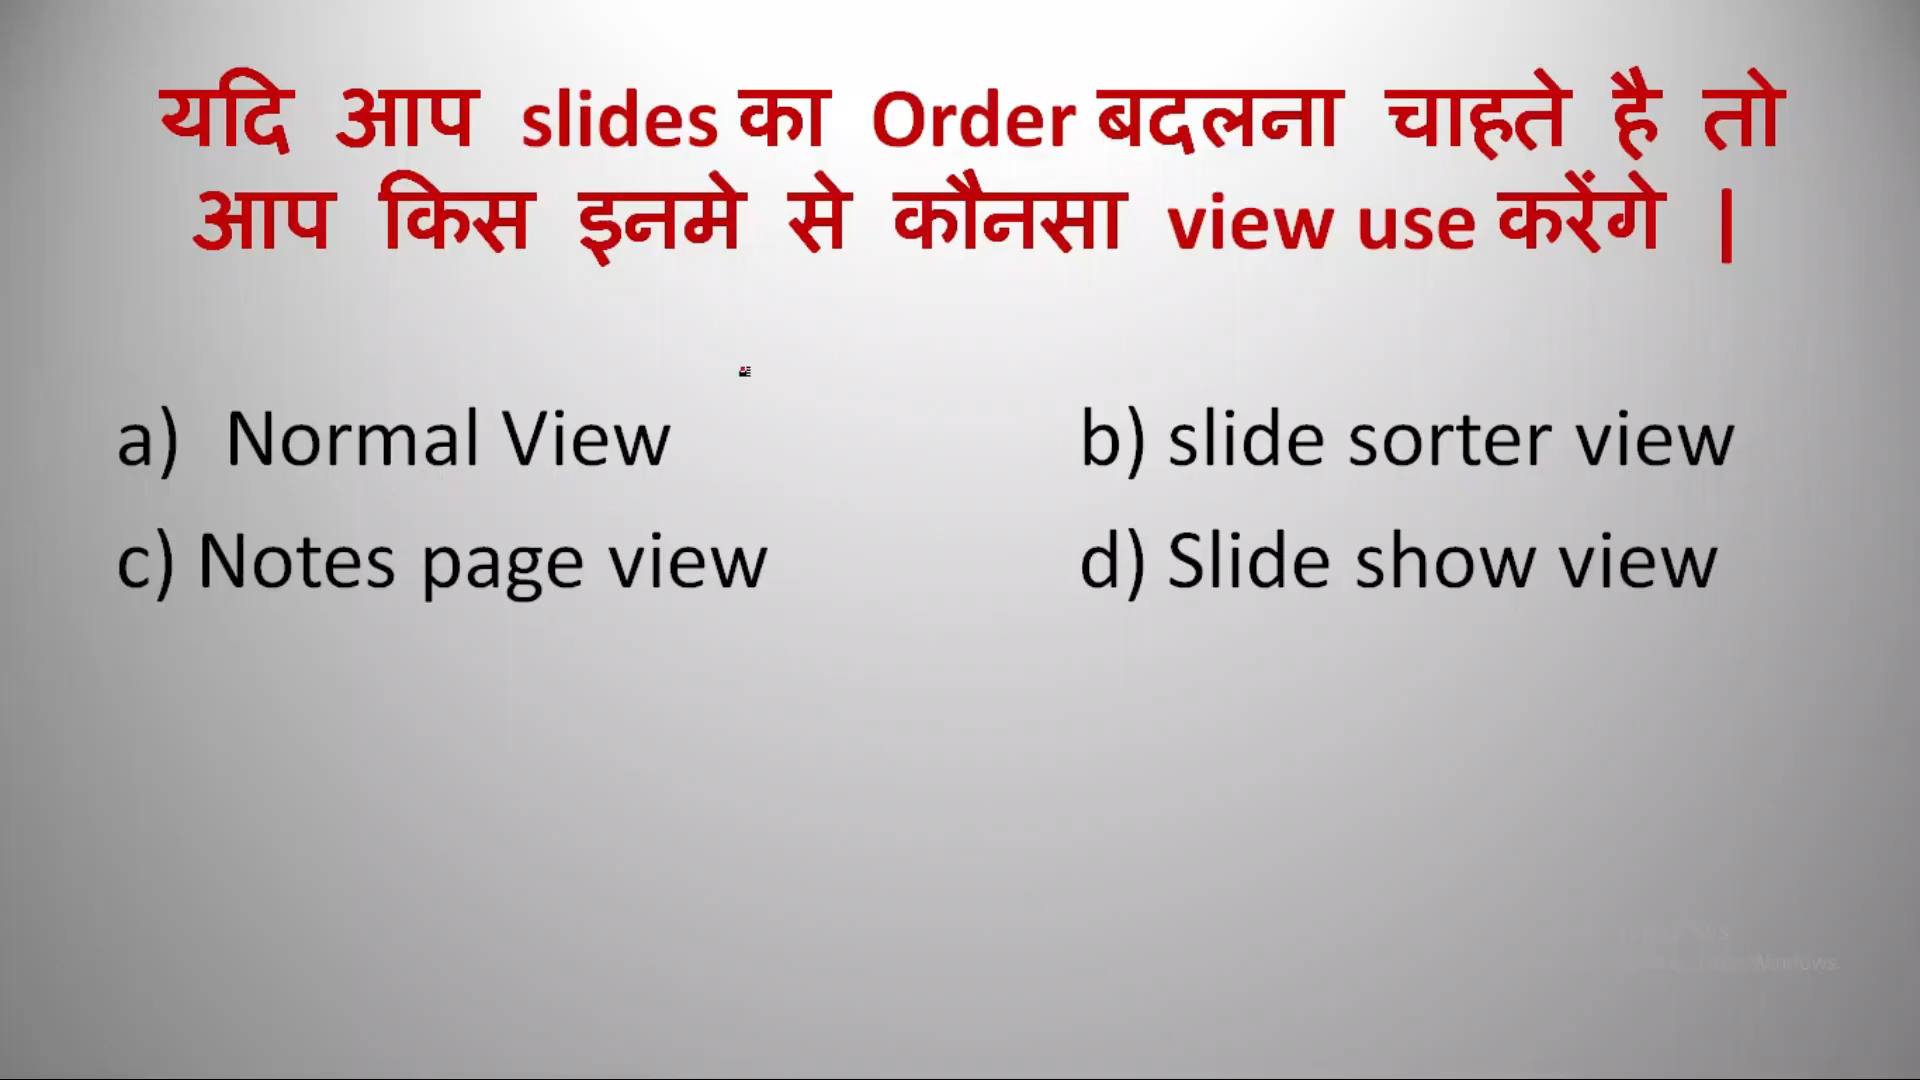 यदि आप slides का Order बदलना चाहते है तो
आप किस इनमे से कौनसा view use करेंगे |
a) Normal View
b) slide sorter view
c) Notes page view
d) Slide show view
Windows.